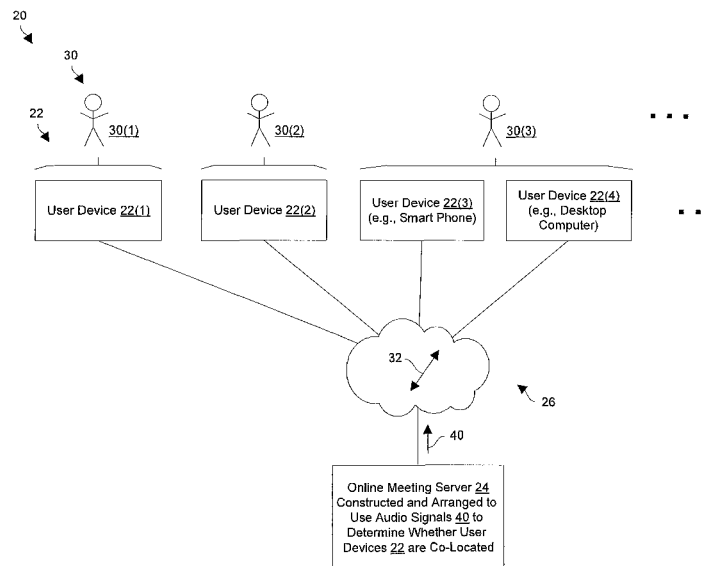 20
30
22
30(1)
30(2)
30(3)
User Device 22(1)
User Device 22(2)
User Device 22(3)
(e.g., Smart Phone)
User Device 22(4)
(e.g., Desktop
Computer)
32
26
40
Online Meeting Server 24
Constructed and Arranged to
Use Audio Signals 40 to
Determine Whether User
Devices 22 are Co-Located